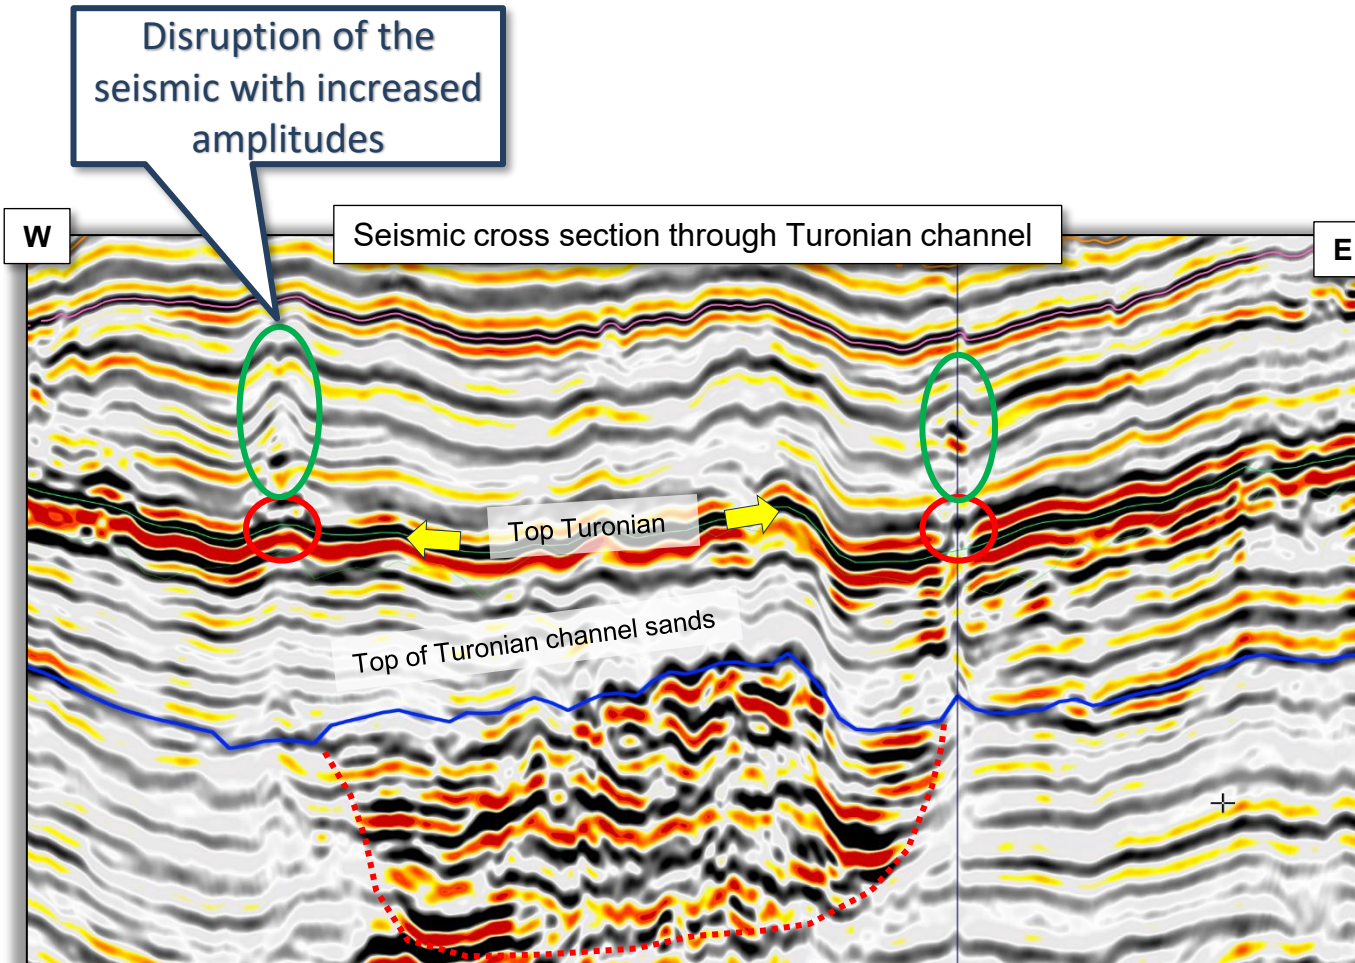 Disruption of the
seismic with increased
amplitudes
W
Seismic cross section through Turonian channel
E
Top Turonian
Top of Turonian channel sands